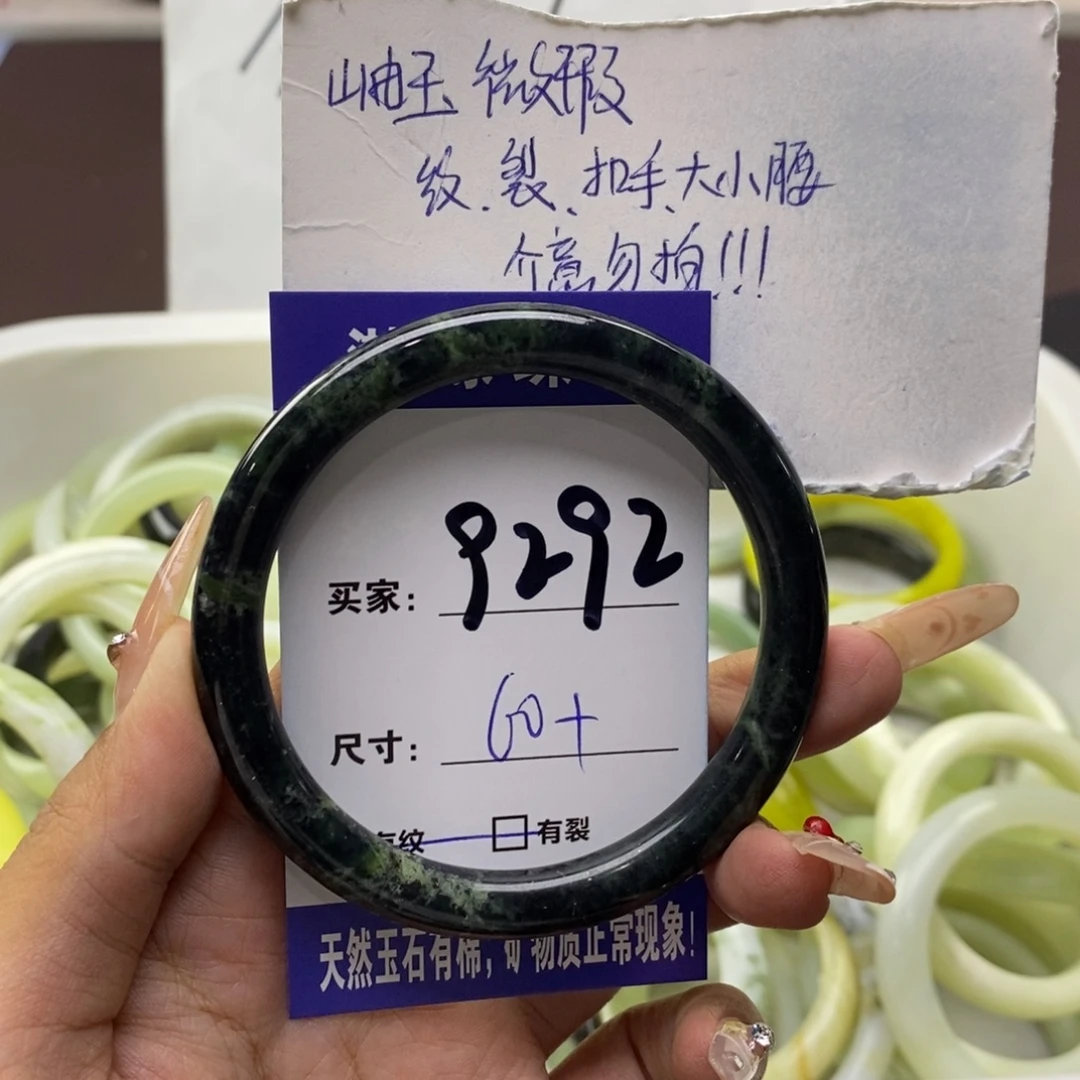 岫玉 微瑕
纹、裂、扣手、大小腰
介意勿拍!!!
买家: 9292
尺寸: 60+
有纹 □有裂
天然玉石有棉,矿物质正常现象!